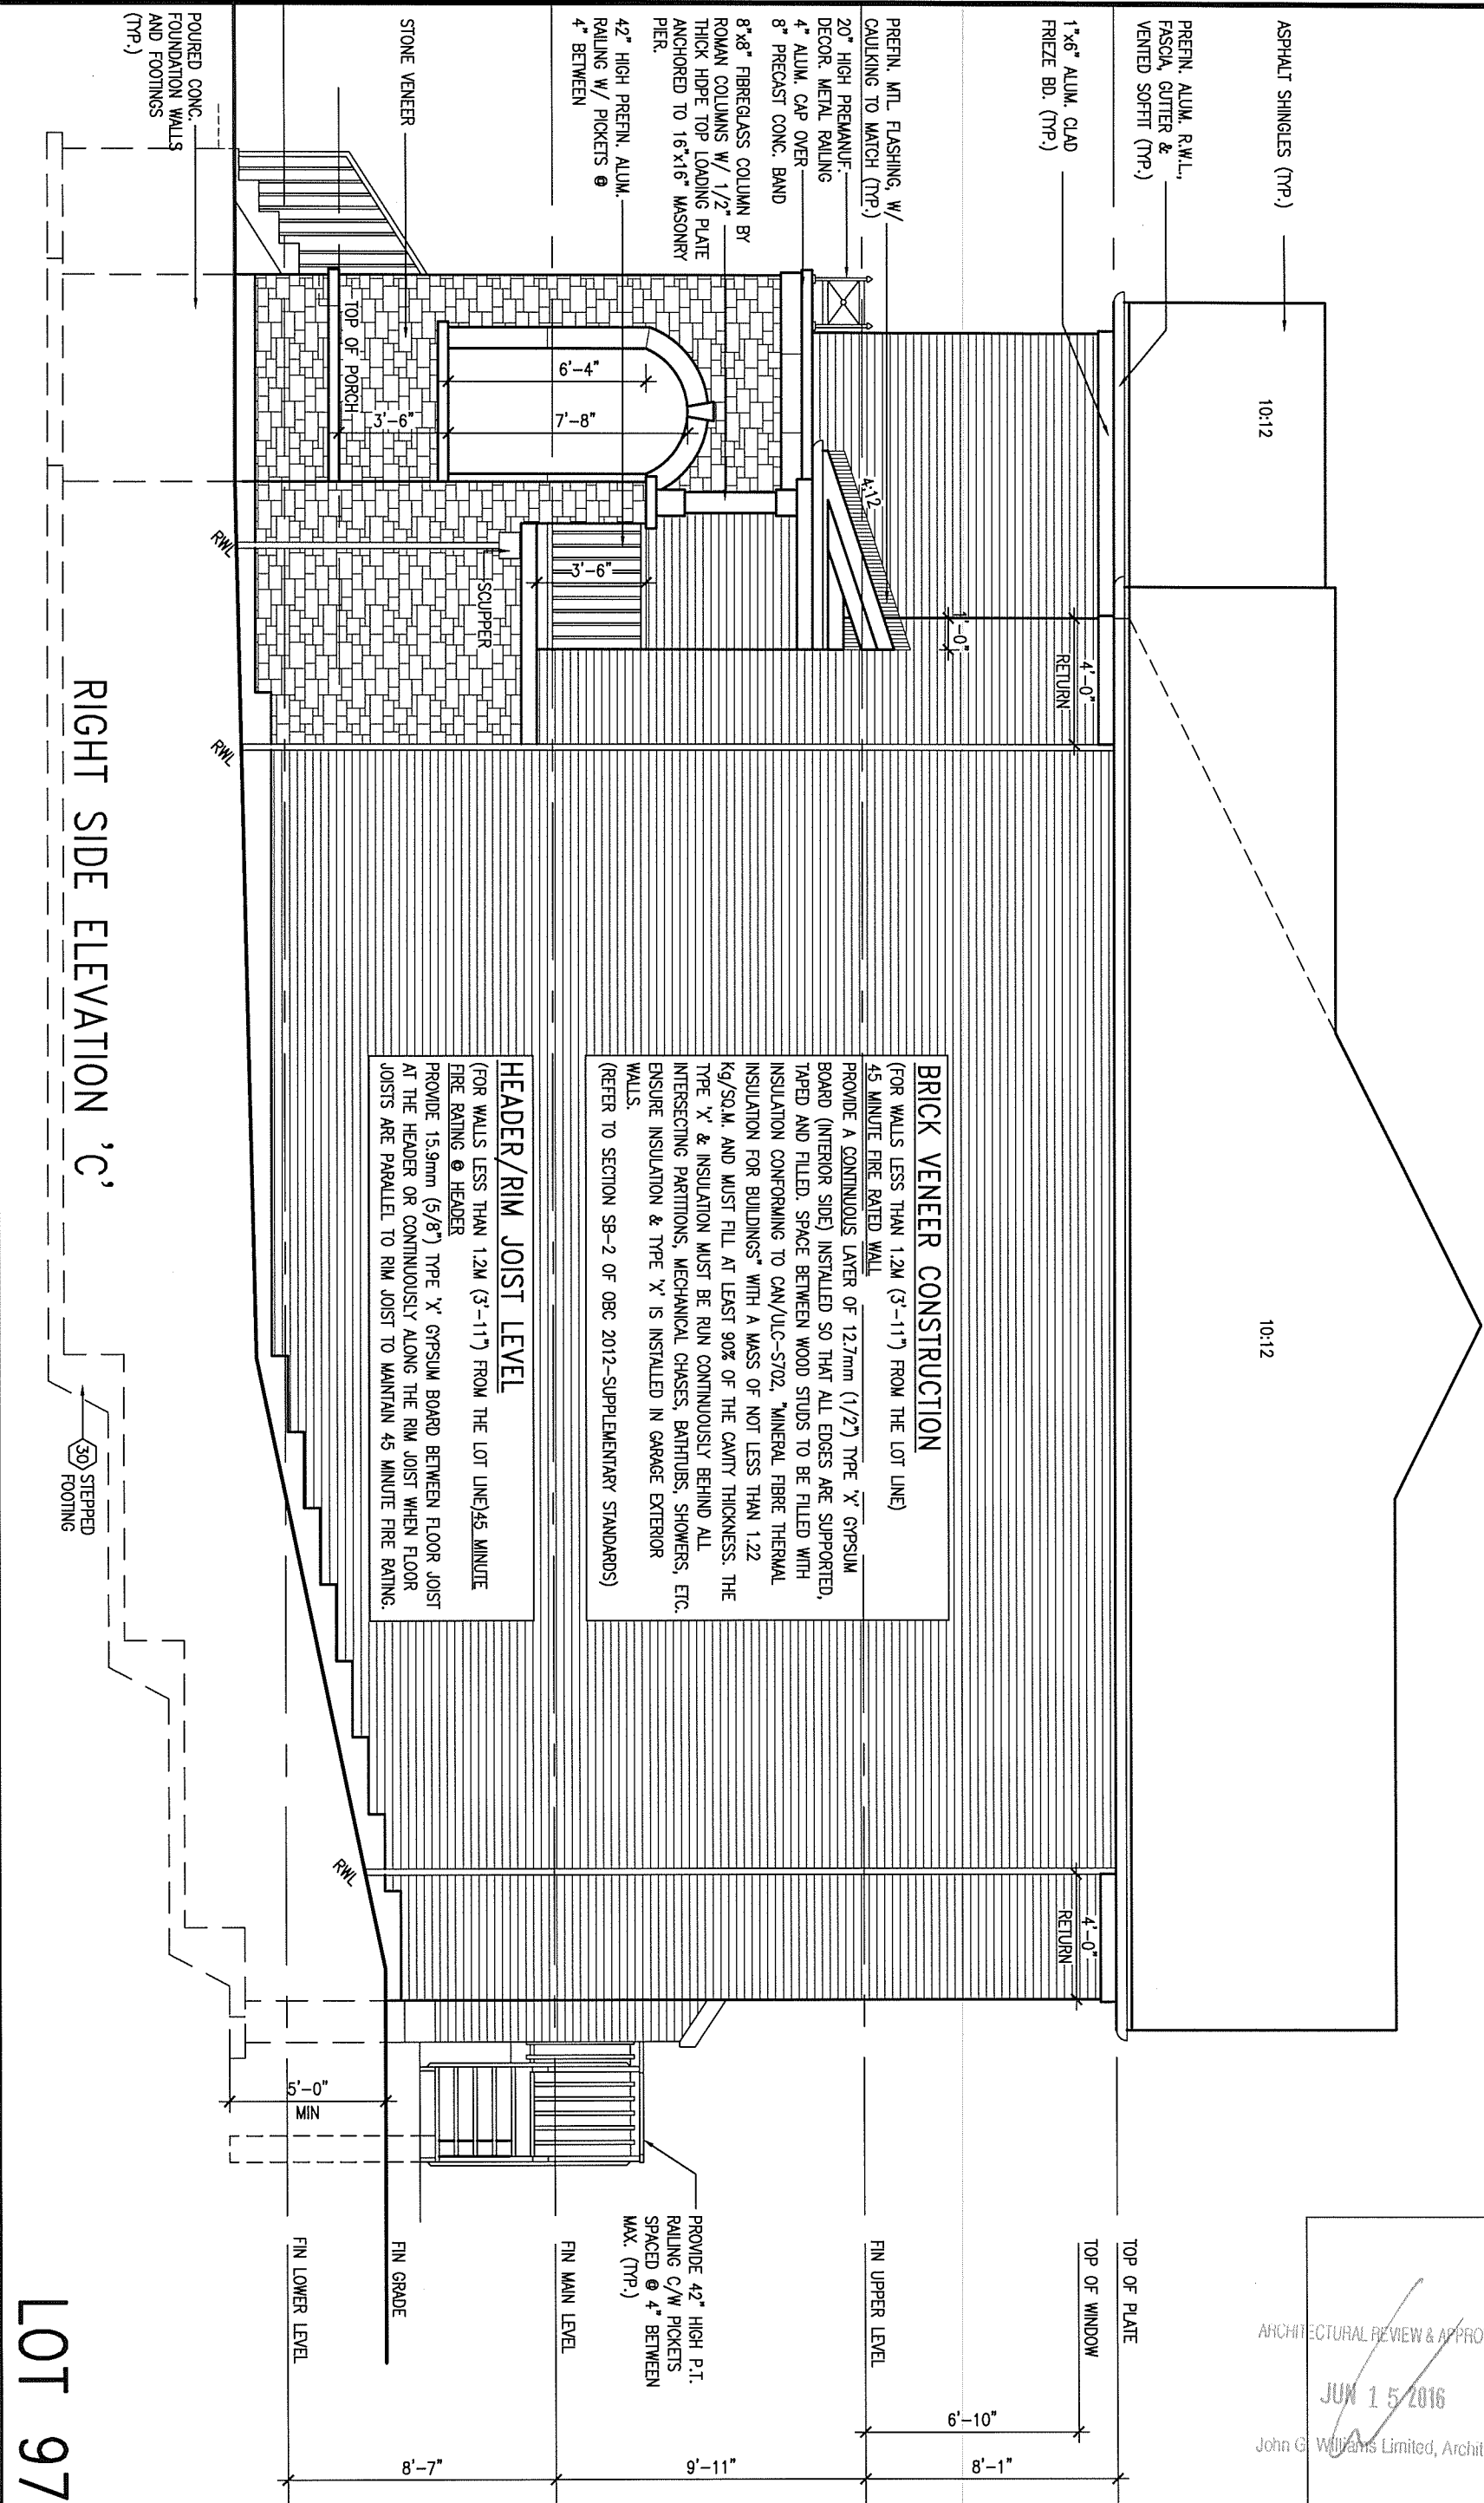 ASPHALT SHINGLES (TYP.)
PREFIN. ALUM. R.W.L.,
FASCIA, GUTTER &
VENTED SOFFIT (TYP.)
1"x6" ALUM. CLAD
FRIEZE BD. (TYP.)
PREFIN. MTL. FLASHING, W/
CAULKING TO MATCH (TYP.)
20" HIGH PREMANUF.
DECOR. METAL RAILING
4" ALUM. CAP OVER
8" PRECAST CONC. BAND
8"x8" FIBREGLASS COLUMN BY
ROMAN COLUMNS W/ 1/2"
THICK HDPE TOP LOADING PLATE
ANCHORED TO 16"x16" MASONRY
PIER.
42" HIGH PREFIN. ALUM.
RAILING W/ PICKETS @
4" BETWEEN
STONE VENEER
POURED CONC.
FOUNDATION WALLS
AND FOOTINGS
(TYP.)
10:12
10:12
4:12
1'-0"
4'-0"
RETURN
4'-0"
RETURN
6'-4"
7'-8"
3'-6"
TOP OF PORCH
3'-6"
SCUPPER
RWL
RWL
RWL
BRICK VENEER CONSTRUCTION
(FOR WALLS LESS THAN 1.2M (3'-11") FROM THE LOT LINE)
45 MINUTE FIRE RATED WALL
PROVIDE A CONTINUOUS LAYER OF 12.7mm (1/2") TYPE 'X' GYPSUM
BOARD (INTERIOR SIDE) INSTALLED SO THAT ALL EDGES ARE SUPPORTED,
TAPED AND FILLED. SPACE BETWEEN WOOD STUDS TO BE FILLED WITH
INSULATION CONFORMING TO CAN/ULC-S702, "MINERAL FIBRE THERMAL
INSULATION FOR BUILDINGS" WITH A MASS OF NOT LESS THAN 1.22
Kg/SQ.M. AND MUST FILL AT LEAST 90% OF THE CAVITY THICKNESS. THE
TYPE 'X' & INSULATION MUST BE RUN CONTINUOUSLY BEHIND ALL
INTERSECTING PARTITIONS, MECHANICAL CHASES, BATHTUBS, SHOWERS, ETC.
ENSURE INSULATION & TYPE 'X' IS INSTALLED IN GARAGE EXTERIOR
WALLS.
(REFER TO SECTION SB-2 OF OBC 2012-SUPPLEMENTARY STANDARDS)
HEADER/RIM JOIST LEVEL
(FOR WALLS LESS THAN 1.2M (3'-11") FROM THE LOT LINE)45 MINUTE
FIRE RATING @ HEADER
PROVIDE 15.9mm (5/8") TYPE 'X' GYPSUM BOARD BETWEEN FLOOR JOIST
AT THE HEADER OR CONTINUOUSLY ALONG THE RIM JOIST WHEN FLOOR
JOISTS ARE PARALLEL TO RIM JOIST TO MAINTAIN 45 MINUTE FIRE RATING.
30 STEPPED
FOOTING
5'-0"
MIN
PROVIDE 42" HIGH P.T.
RAILING C/W PICKETS
SPACED @ 4" BETWEEN
MAX. (TYP.)
TOP OF PLATE
TOP OF WINDOW
FIN UPPER LEVEL
FIN MAIN LEVEL
FIN GRADE
FIN LOWER LEVEL
6'-10"
8'-1"
9'-11"
8'-7"
RIGHT SIDE ELEVATION 'C'
LOT 97
ARCHITECTURAL REVIEW & APPRO
JUN 15 2016
John G. Williams Limited, Archit